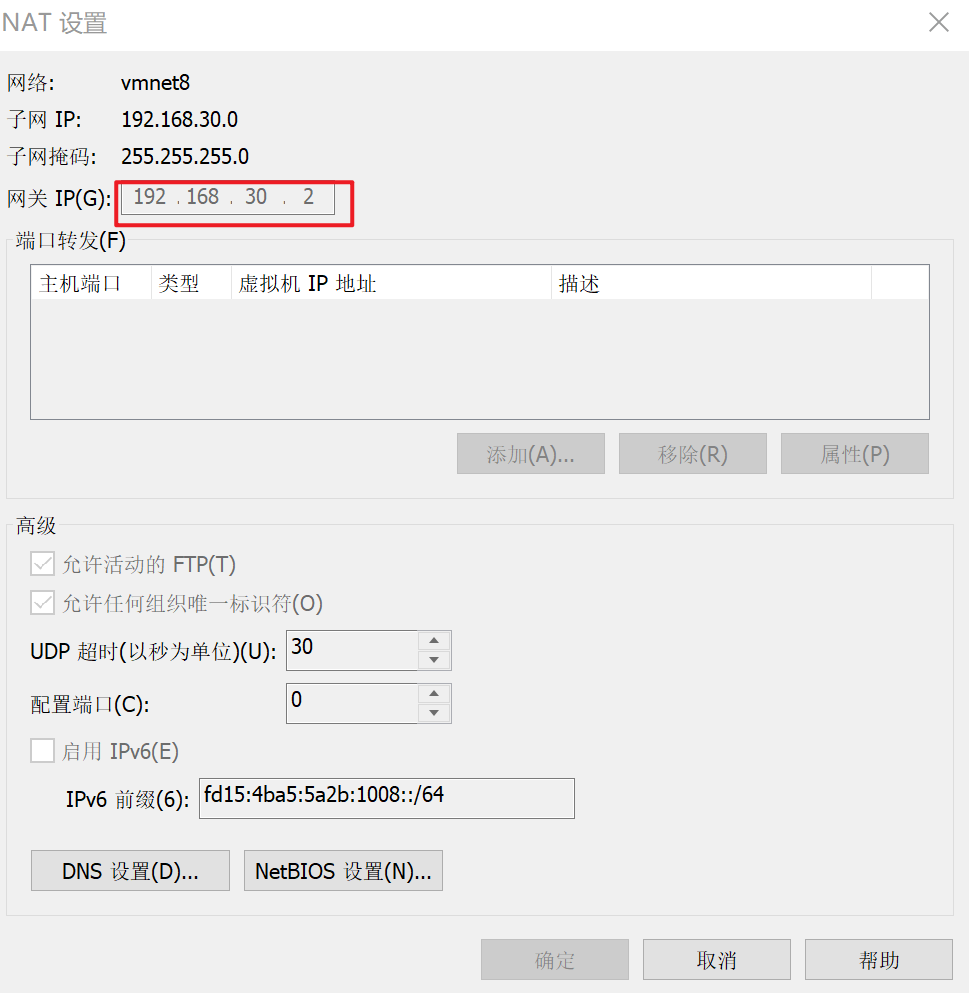 NAT 设置
网络: vmnet8
子网 IP: 192.168.30.0
子网掩码: 255.255.255.0
网关 IP(G): 192 . 168 . 30 . 2
端口转发(F)
主机端口 类型 虚拟机 IP 地址 描述
添加(A)... 移除(R) 属性(P)
高级
允许活动的 FTP(T)
允许任何组织唯一标识符(O)
UDP 超时(以秒为单位)(U): 30
配置端口(C): 0
启用 IPv6(E)
IPv6 前缀(6): fd15:4ba5:5a2b:1008::/64
DNS 设置(D)... NetBIOS 设置(N)...
确定 取消 帮助